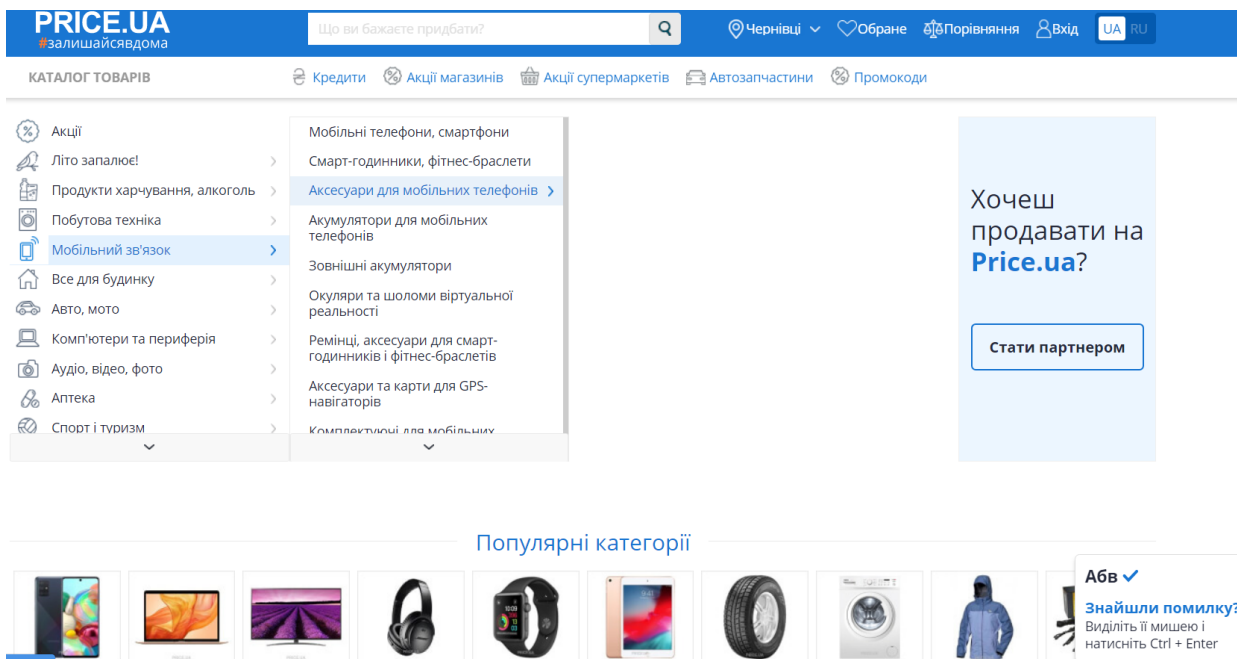 PRICE.UA
#залишайсявдома
Що ви бажаєте придбати?
Чернівці
Обране
Порівняння
Вхід
UA RU
КАТАЛОГ ТОВАРІВ
Кредити
Акції магазинів
Акції супермаркетів
Автозапчастини
Промокоди
Акції
Літо запалює!
Продукти харчування, алкоголь
Побутова техніка
Мобільний зв'язок
Все для будинку
Авто, мото
Комп'ютери та периферія
Аудіо, відео, фото
Аптека
Спорт і туризм
Мобільні телефони, смартфони
Смарт-годинники, фітнес-браслети
Аксесуари для мобільних телефонів
Акумулятори для мобільних
телефонів
Зовнішні акумулятори
Окуляри та шоломи віртуальної
реальності
Ремінці, аксесуари для смарт-
годинників і фітнес-браслетів
Аксесуари та карти для GPS-
навігаторів
Комплектуючі для мобільних
Хочеш
продавати на
Price.ua?
Стати партнером
Популярні категорії
Абв
Знайшли помилку?
Виділіть її мишею і
натисніть Ctrl + Enter